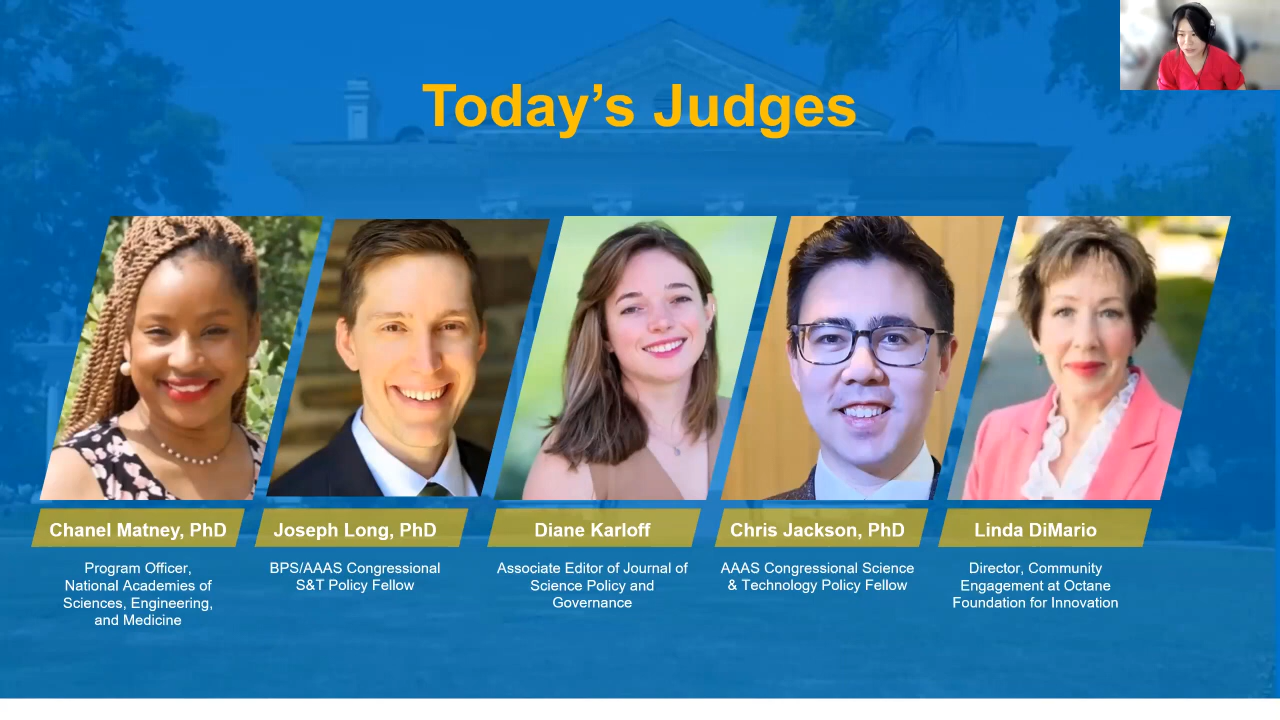 Today’s Judges
Chanel Matney, PhD
Program Officer,
National Academies of
Sciences, Engineering,
and Medicine
Joseph Long, PhD
BPS/AAAS Congressional
S&T Policy Fellow
Diane Karloff
Associate Editor of Journal of
Science Policy and
Governance
Chris Jackson, PhD
AAAS Congressional Science
& Technology Policy Fellow
Linda DiMario
Director, Community
Engagement at Octane
Foundation for Innovation